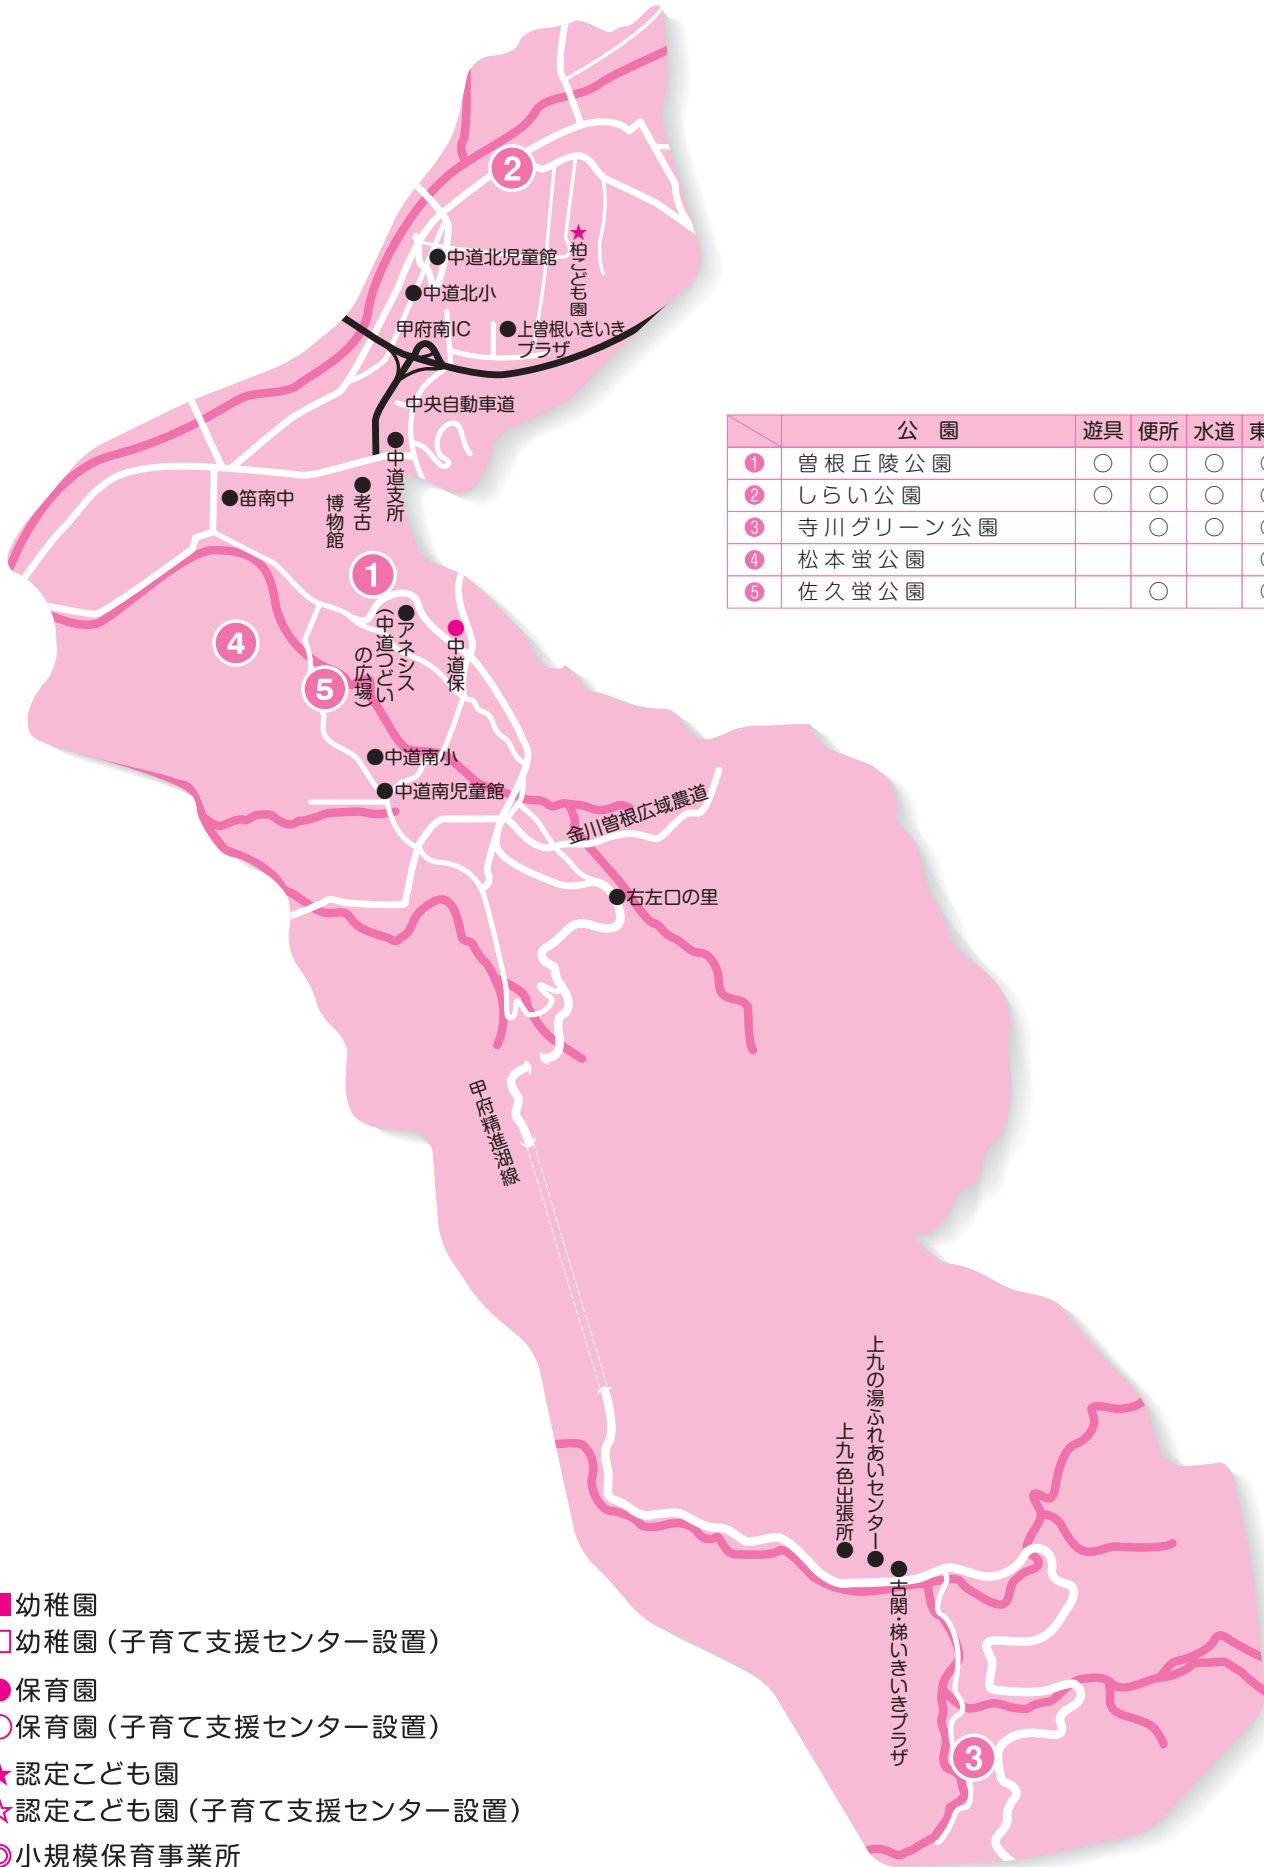 2
★
柏こども園
●中道北児童館
●中道北小
甲府南IC
●上曽根いきいき
プラザ
中央自動車道
●中道支所
●考古
博物館
●笛南中
1
●アネシス
(中道つどい
の広場)
●中道保
4
5
●中道南小
●中道南児童館
金川曽根広域農道
●右左口の里
甲府精進湖線
公 園 遊具 便所 水道 東
1 曽根丘陵公園 ○ ○ ○ ○
2 しらい公園 ○ ○ ○ ○
3 寺川グリーン公園 ○ ○ ○
4 松本蛍公園 ○
5 佐久蛍公園 ○ ○
上九の湯ふれあいセンター●
上九一色出張所●
●古関・梯いきいきプラザ
3
■幼稚園
□幼稚園(子育て支援センター設置)
●保育園
○保育園(子育て支援センター設置)
★認定こども園
☆認定こども園(子育て支援センター設置)
◎小規模保育事業所